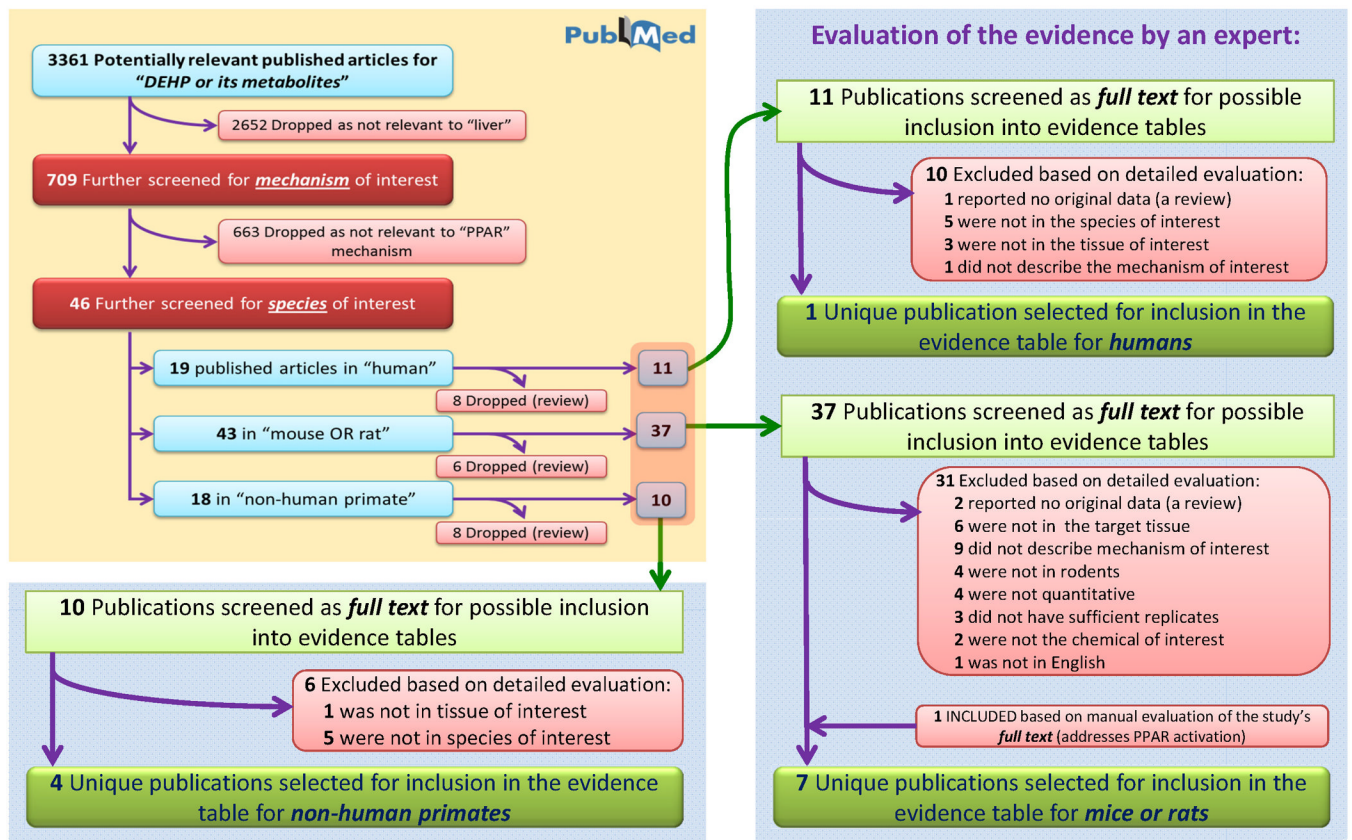 PubMed
3361 Potentially relevant published articles for
“DEHP or its metabolites”
2652 Dropped as not relevant to “liver”
709 Further screened for mechanism of interest
663 Dropped as not relevant to “PPAR”
mechanism
46 Further screened for species of interest
19 published articles in “human”
11
8 Dropped (review)
43 in “mouse OR rat”
37
6 Dropped (review)
18 in “non-human primate”
10
8 Dropped (review)
10 Publications screened as full text for possible inclusion
into evidence tables
6 Excluded based on detailed evaluation:
1 was not in tissue of interest
5 were not in species of interest
4 Unique publications selected for inclusion in the evidence
table for non-human primates
Evaluation of the evidence by an expert:
11 Publications screened as full text for possible
inclusion into evidence tables
10 Excluded based on detailed evaluation:
1 reported no original data (a review)
5 were not in the species of interest
3 were not in the tissue of interest
1 did not describe the mechanism of interest
1 Unique publication selected for inclusion in the
evidence table for humans
37 Publications screened as full text for possible
inclusion into evidence tables
31 Excluded based on detailed evaluation:
2 reported no original data (a review)
6 were not in the target tissue
9 did not describe mechanism of interest
4 were not in rodents
4 were not quantitative
3 did not have sufficient replicates
2 were not the chemical of interest
1 was not in English
1 INCLUDED based on manual evaluation of the study’s
full text (addresses PPAR activation)
7 Unique publications selected for inclusion in the
evidence table for mice or rats